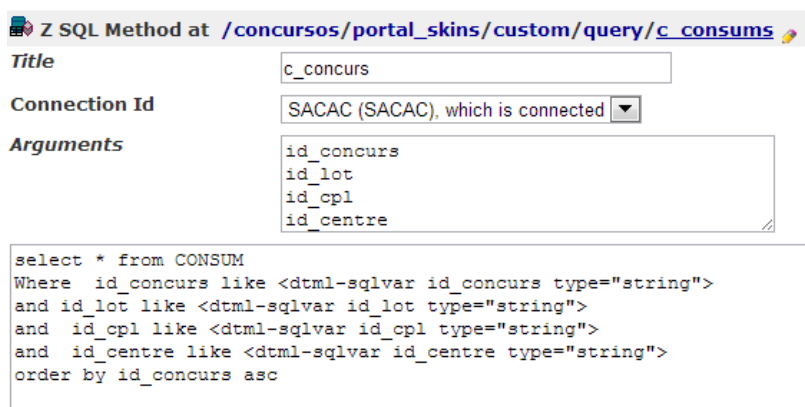 Z SQL Method at /concursos/portal_skins/custom/query/c_consums
Title
c_concurs
Connection Id
SACAC (SACAC), which is connected
Arguments
id_concurs
id_lot
id_cpl
id_centre
select * from CONSUM
Where  id_concurs like <dtml-sqlvar id_concurs type="string">
and id_lot like <dtml-sqlvar id_lot type="string">
and  id_cpl like <dtml-sqlvar id_cpl type="string">
and  id_centre like <dtml-sqlvar id_centre type="string">
order by id_concurs asc